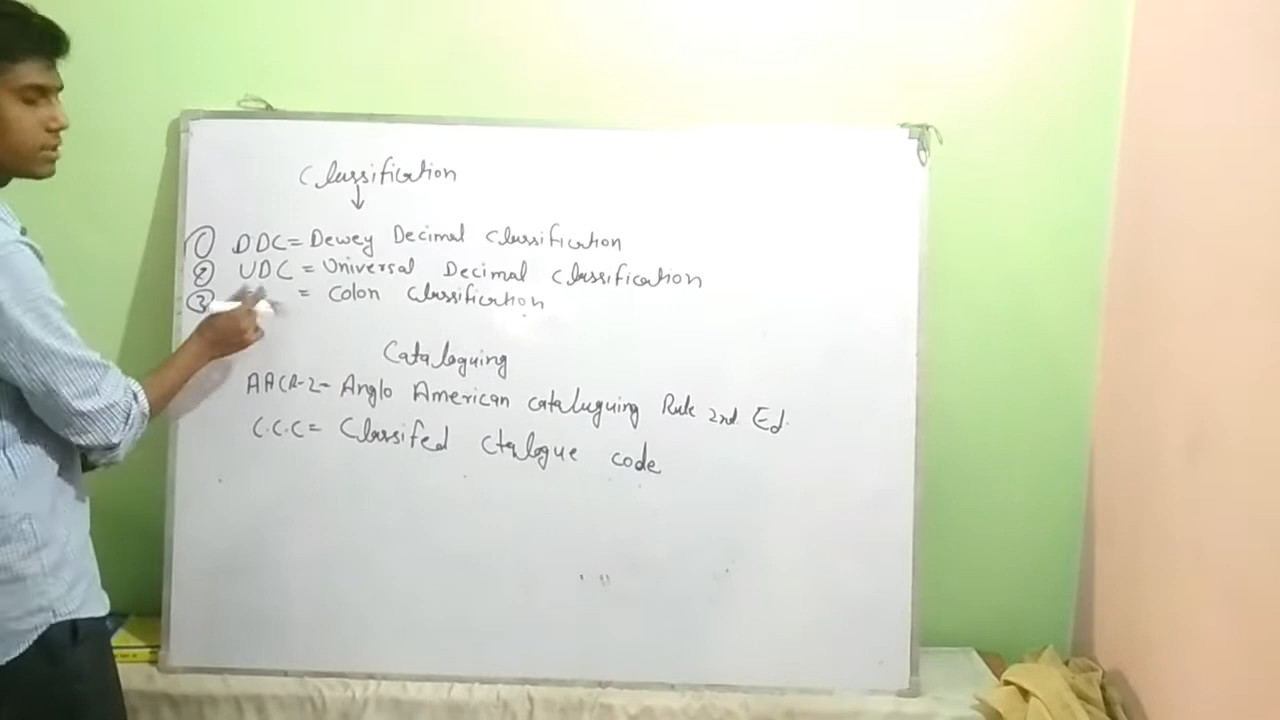 Classification
↓
① DDC = Dewey Decimal Classification
② UDC = Universal Decimal Classification
③ = Colon Classification
Cataloguing
AACR-2 = Anglo American cataluguing Rule 2nd. Ed.
C.C.C = Classifed Ctalogue code